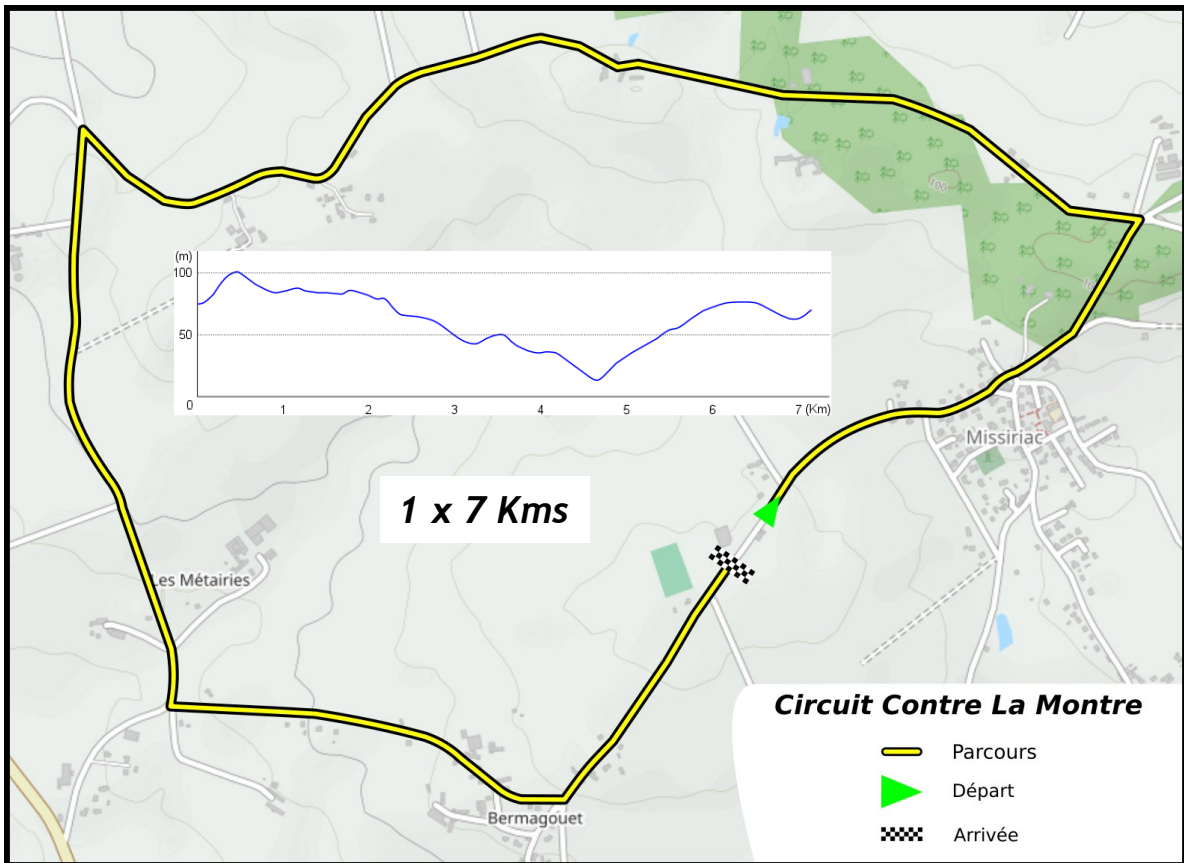 100
(m)
100
50
0
1
2
3
4
5
6
7 (Km)
Missiriac
1 x 7 Kms
Les Métairies
Circuit Contre La Montre
Parcours
Départ
Arrivée
Bermagouet